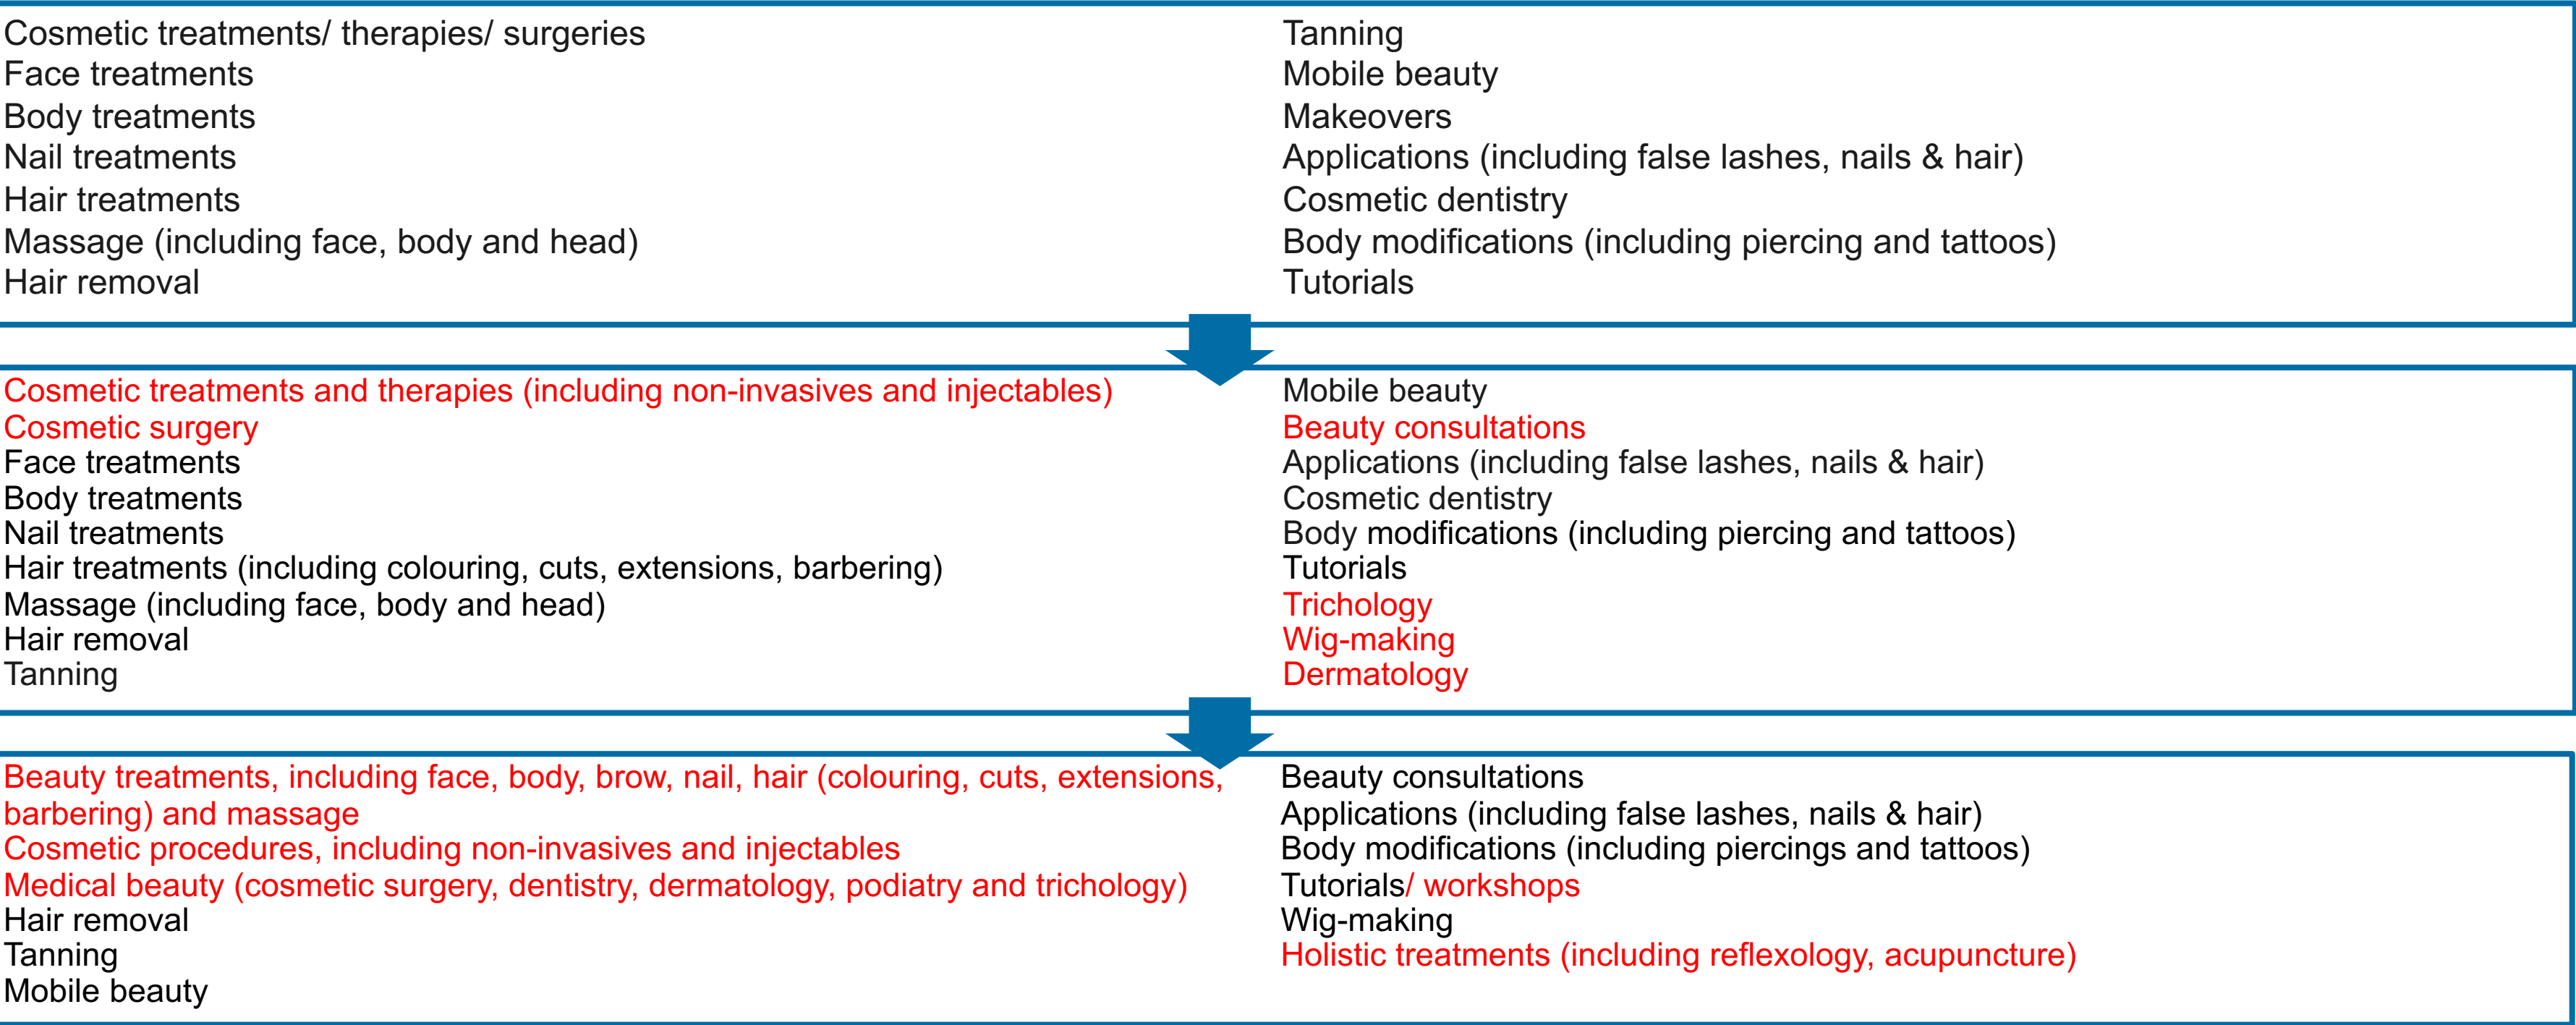 Cosmetic treatments/ therapies/ surgeries
Face treatments
Body treatments
Nail treatments
Hair treatments
Massage (including face, body and head)
Hair removal
Tanning
Mobile beauty
Makeovers
Applications (including false lashes, nails & hair)
Cosmetic dentistry
Body modifications (including piercing and tattoos)
Tutorials
Cosmetic treatments and therapies (including non-invasives and injectables)
Cosmetic surgery
Face treatments
Body treatments
Nail treatments
Hair treatments (including colouring, cuts, extensions, barbering)
Massage (including face, body and head)
Hair removal
Tanning
Mobile beauty
Beauty consultations
Applications (including false lashes, nails & hair)
Cosmetic dentistry
Body modifications (including piercing and tattoos)
Tutorials
Trichology
Wig-making
Dermatology
Beauty treatments, including face, body, brow, nail, hair (colouring, cuts, extensions,
barbering) and massage
Cosmetic procedures, including non-invasives and injectables
Medical beauty (cosmetic surgery, dentistry, dermatology, podiatry and trichology)
Hair removal
Tanning
Mobile beauty
Beauty consultations
Applications (including false lashes, nails & hair)
Body modifications (including piercings and tattoos)
Tutorials/ workshops
Wig-making
Holistic treatments (including reflexology, acupuncture)